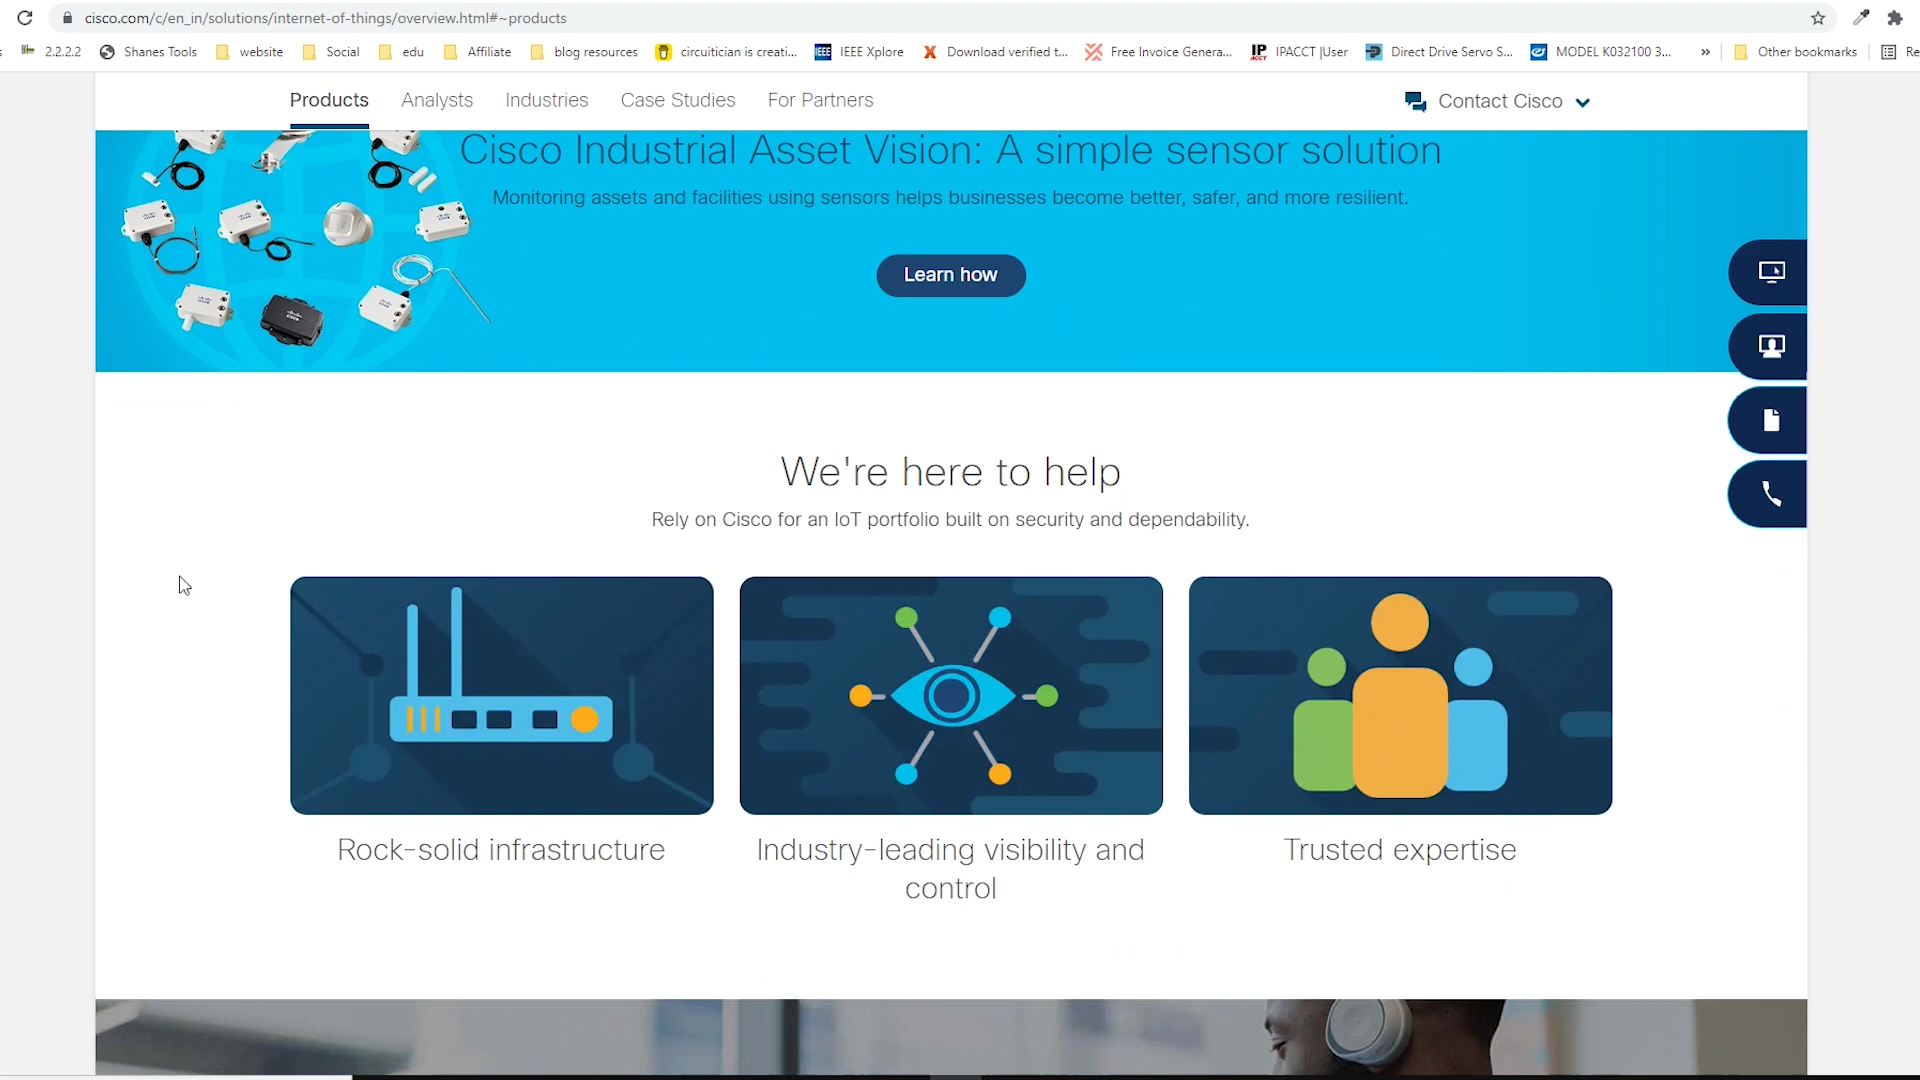 cisco.com/c/en_in/solutions/internet-of-things/overview.html#~products
2.2.2.2 Shanes Tools website Social edu Affiliate blog resources circuitician is creati... IEEE Xplore Download verified t... Free Invoice Genera... IPACCT |User Direct Drive Servo S... MODEL K032100 3... » Other bookmarks Re
Products Analysts Industries Case Studies For Partners Contact Cisco
Cisco Industrial Asset Vision: A simple sensor solution
Monitoring assets and facilities using sensors helps businesses become better, safer, and more resilient.
Learn how
We're here to help
Rely on Cisco for an IoT portfolio built on security and dependability.
Rock-solid infrastructure
Industry-leading visibility and
control
Trusted expertise